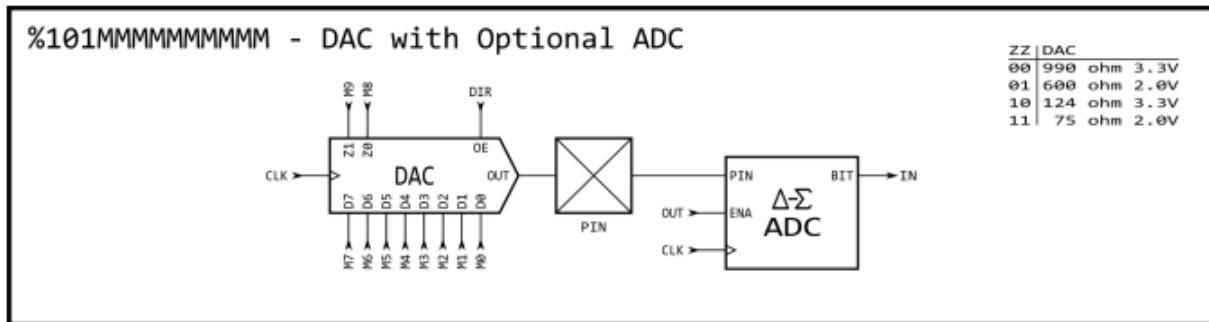 %101MMMMMMMMMM - DAC with Optional ADC
ZZ DAC
00 990 ohm 3.3V
01 600 ohm 2.0V
10 124 ohm 3.3V
11 75 ohm 2.0V
M9 M8 DIR
Z1 Z0 OE
CLK DAC OUT
D7 D6 D5 D4 D3 D2 D1 D0
M7 M6 M5 M4 M3 M2 M1 M0
PIN
PIN BIT IN
OUT ENA
Δ-Σ
ADC
CLK